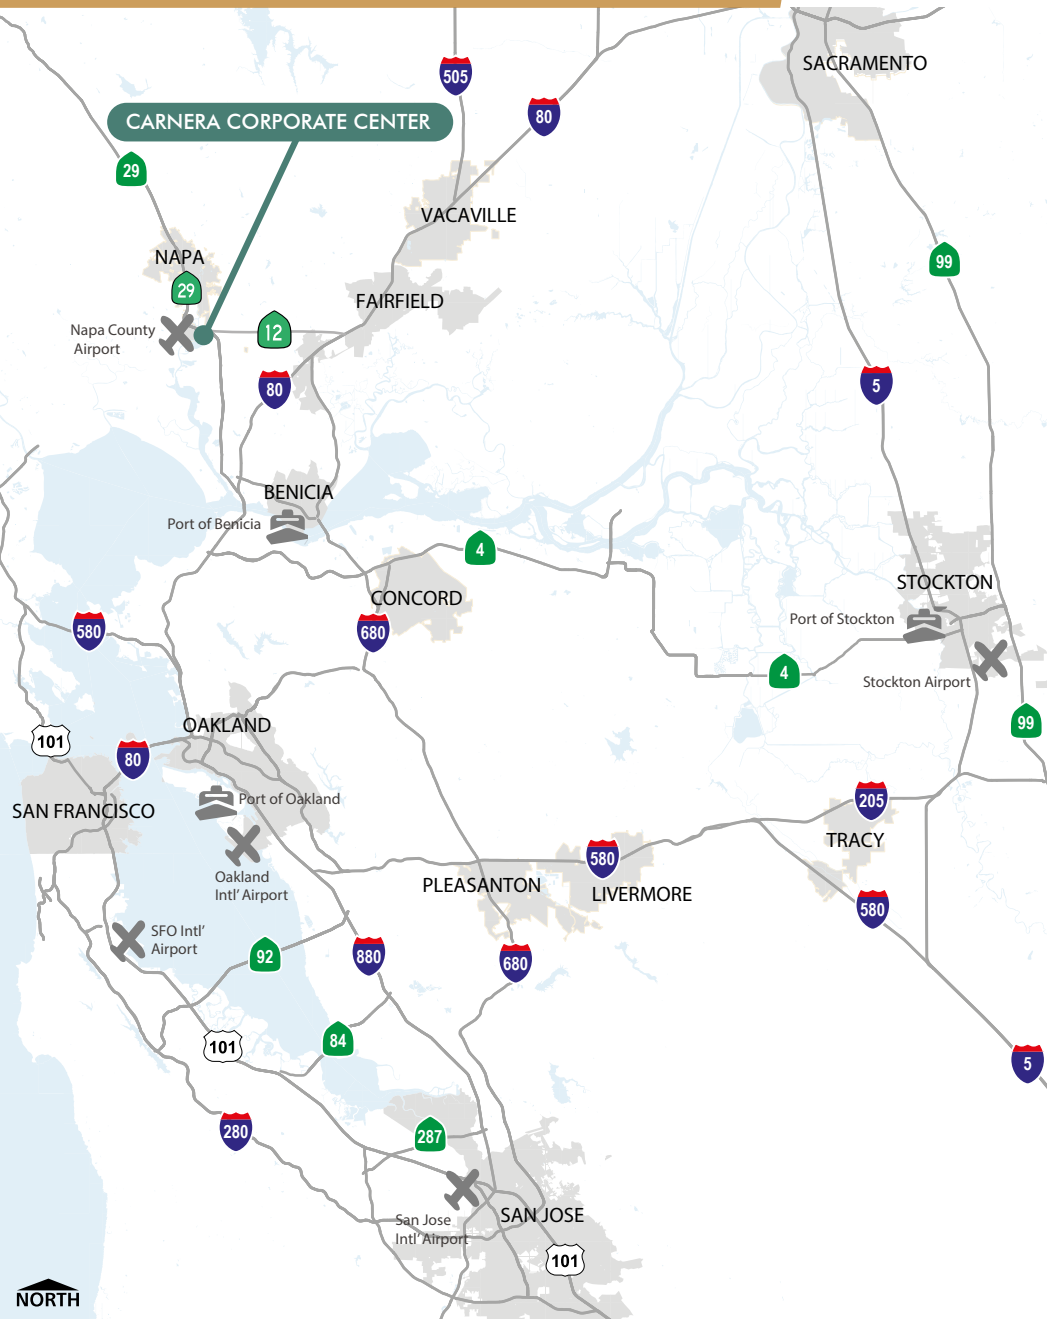 SACRAMENTO
505
80
CARNERA CORPORATE CENTER
29
VACAVILLE
NAPA
99
29
FAIRFIELD
Napa County
Airport
12
80
5
BENICIA
Port of Benicia
4
STOCKTON
CONCORD
Port of Stockton
580
680
4
Stockton Airport
99
OAKLAND
101
80
Port of Oakland
205
SAN FRANCISCO
TRACY
580
Oakland
Intl’ Airport
PLEASANTON
LIVERMORE
580
SFO Intl’
Airport
92
880
680
84
101
5
280
287
San Jose
Intl’ Airport
SAN JOSE
101
NORTH